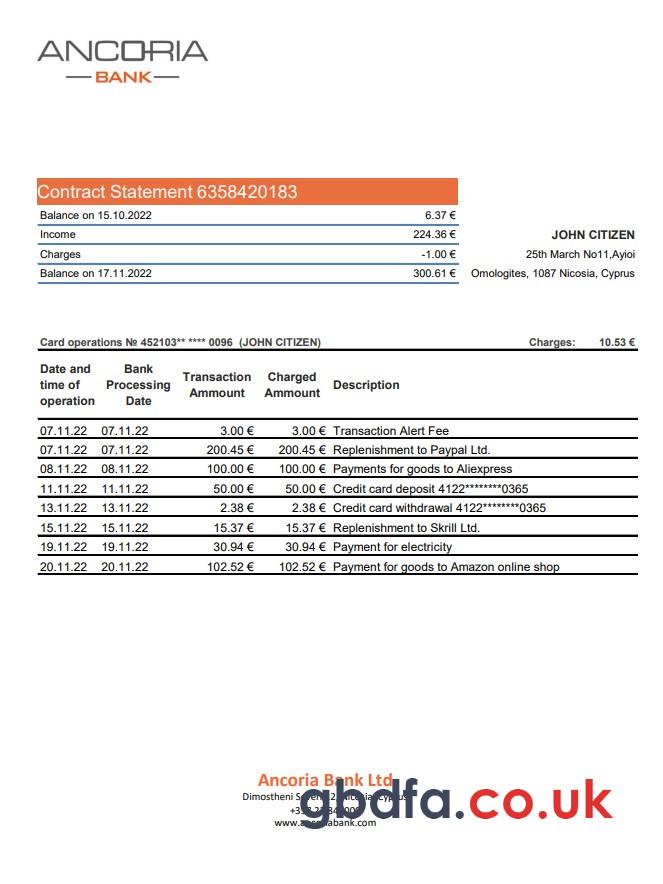 ANCORIA
BANK
Contract Statement 6358420183
Balance on 15.10.2022 6.37 €
Income 224.36 €
Charges -1.00 €
Balance on 17.11.2022 300.61 €
JOHN CITIZEN
25th March No11,Ayioi
Omologites, 1087 Nicosia, Cyprus
Card operations № 452103** **** 0096 (JOHN CITIZEN) Charges: 10.53 €
Date and time of operation Bank Processing Date Transaction Ammount Charged Ammount Description
07.11.22 07.11.22 3.00 € 3.00 € Transaction Alert Fee
07.11.22 07.11.22 200.45 € 200.45 € Replenishment to Paypal Ltd.
08.11.22 08.11.22 100.00 € 100.00 € Payments for goods to Aliexpress
11.11.22 11.11.22 50.00 € 50.00 € Credit card deposit 4122********0365
13.11.22 13.11.22 2.38 € 2.38 € Credit card withdrawal 4122********0365
15.11.22 15.11.22 15.37 € 15.37 € Replenishment to Skrill Ltd.
19.11.22 19.11.22 30.94 € 30.94 € Payment for electricity
20.11.22 20.11.22 102.52 € 102.52 € Payment for goods to Amazon online shop
Ancoria Bank Ltd
Dimostheni
gbdfa.co.uk
www.ancoriabank.com